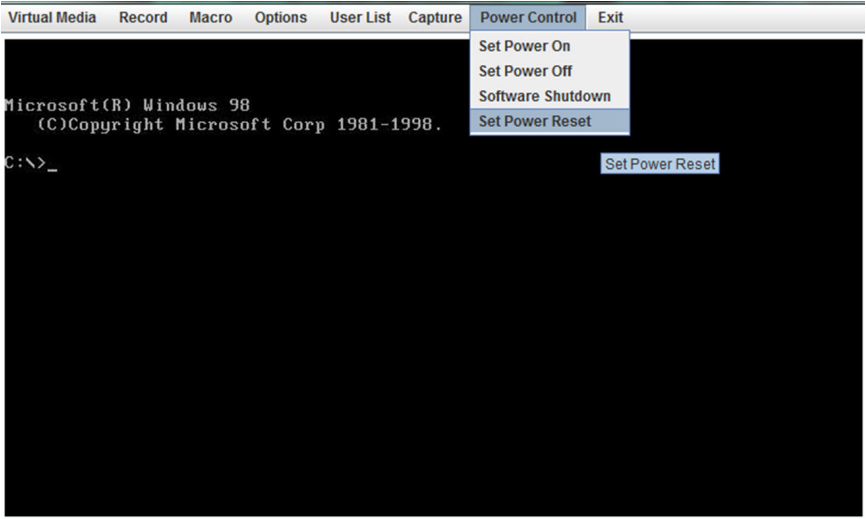 Virtual Media Record Macro Options User List Capture Power Control Exit
Set Power On
Set Power Off
Software Shutdown
Set Power Reset
Set Power Reset
Microsoft(R) Windows 98
(C)Copyright Microsoft Corp 1981-1998.
C:\>_